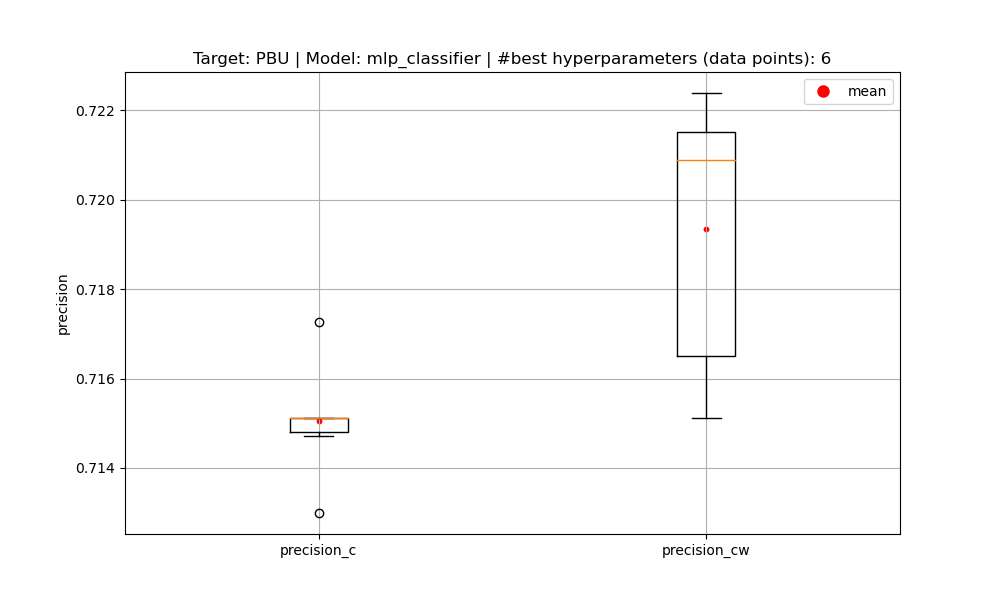 Target: PBU | Model: mlp_classifier | #best hyperparameters (data points): 6
mean
0.722
0.720
0.718
0.716
0.714
precision
precision_c
precision_cw